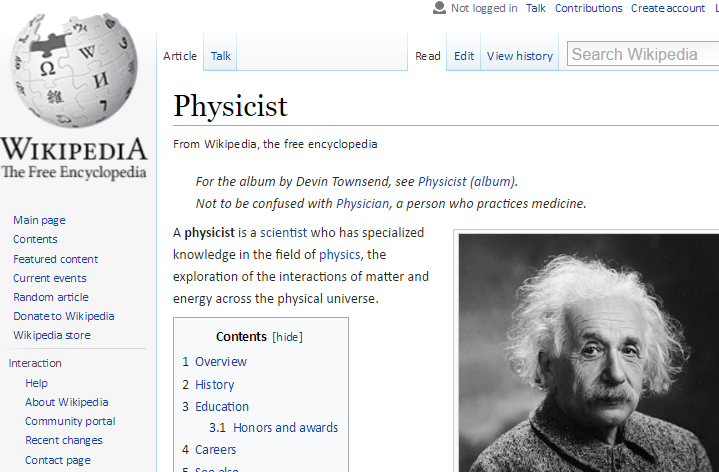 Not logged in Talk Contributions Create account
Article Talk Read Edit View history Search Wikipedia
WIKIPEDIA
The Free Encyclopedia
Physicist
From Wikipedia, the free encyclopedia
For the album by Devin Townsend, see Physicist (album).
Not to be confused with Physician, a person who practices medicine.
A physicist is a scientist who has specialized
knowledge in the field of physics, the
exploration of the interactions of matter and
energy across the physical universe.
Contents [hide]
1 Overview
2 History
3 Education
3.1 Honors and awards
4 Careers
5 See also
Main page
Contents
Featured content
Current events
Random article
Donate to Wikipedia
Wikipedia store
Interaction
Help
About Wikipedia
Community portal
Recent changes
Contact page